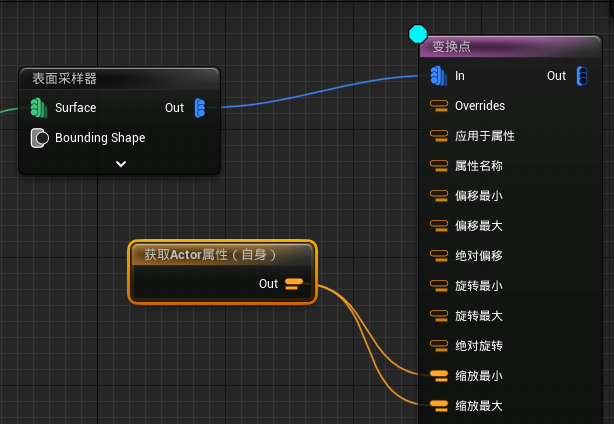 变换点
In
Out
Overrides
应用于属性
属性名称
偏移最小
偏移最大
绝对偏移
旋转最小
旋转最大
绝对旋转
缩放最小
缩放最大
表面采样器
Surface
Out
Bounding Shape
获取Actor属性（自身）
Out